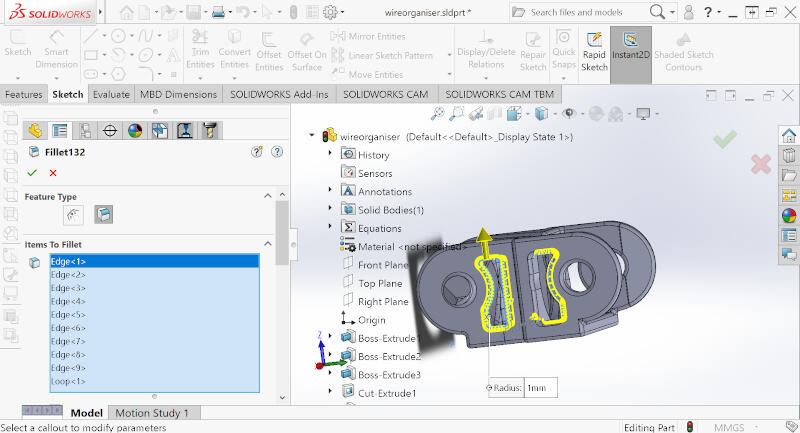 SOLIDWORKS
wireorganiser.sldprt *
Search files and models
?
Sketch
Smart Dimension
Trim Entities
Convert Entities
Offset Entities
Offset On Surface
Mirror Entities
Linear Sketch Pattern
Move Entities
Display/Delete Relations
Repair Sketch
Quick Snaps
Rapid Sketch
Instant2D
Shaded Sketch Contours
Features
Sketch
Evaluate
MBD Dimensions
SOLIDWORKS Add-Ins
SOLIDWORKS CAM
SOLIDWORKS CAM TBM
Fillet132
Feature Type
Items To Fillet
Edge<1>
Edge<2>
Edge<3>
Edge<4>
Edge<5>
Edge<6>
Edge<7>
Edge<8>
Edge<9>
Loop<1>
wireorganiser (Default<<Default>_Display State 1>)
History
Sensors
Annotations
Solid Bodies(1)
Equations
Material <not specified>
Front Plane
Top Plane
Right Plane
Origin
Boss-Extrude1
Boss-Extrude2
Boss-Extrude3
Cut-Extrude1
Z
Radius: 1mm
Model
Motion Study 1
Select a callout to modify parameters
Editing Part
MMGS